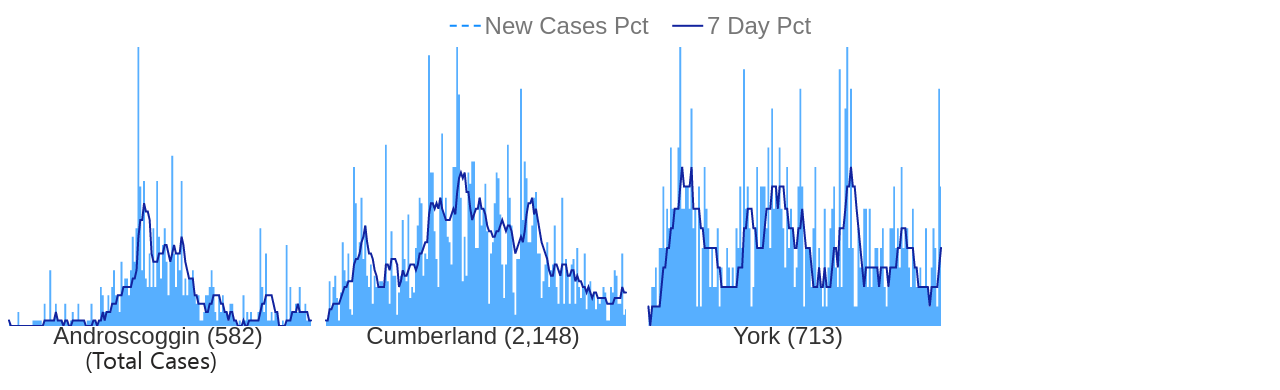 New Cases Pct 7 Day Pct
Androscoggin (582) Cumberland (2,148) York (713)
(Total Cases)